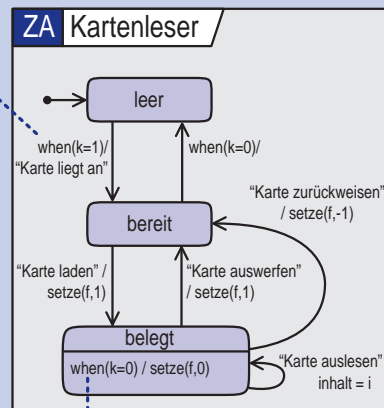 ZA Kartenleser
leer
when(k=1)/
“Karte liegt an”
when(k=0)/
“Karte zurückweisen”
/ setze(f,-1)
bereit
“Karte laden” /
setze(f,1)
“Karte auswerfen”
/ setze(f,1)
belegt
when(k=0) / setze(f,0)
“Karte auslesen”
inhalt = i